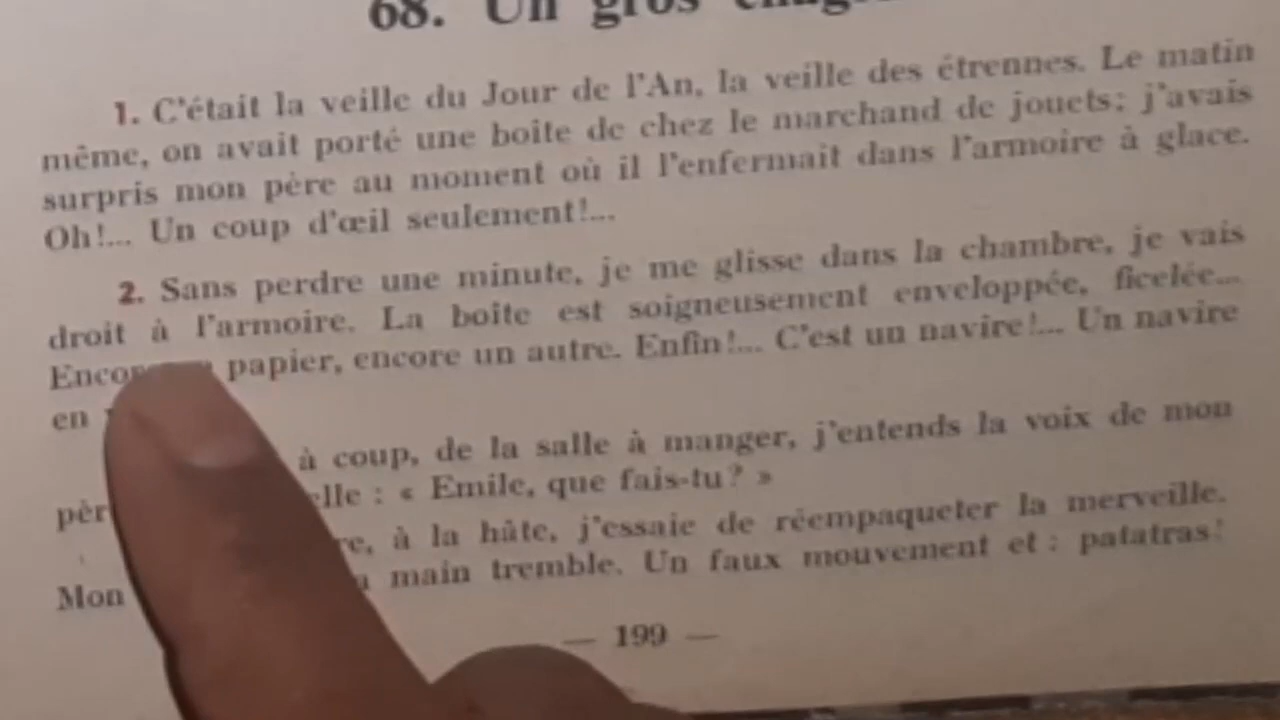 68. Un gros
1. C'était la veille du Jour de l'An, la veille des étrennes. Le matin
même, on avait porté une boîte de chez le marchand de jouets; j'avais
surpris mon père au moment où il l'enfermait dans l'armoire à glace.
Oh!... Un coup d'œil seulement!...
2. Sans perdre une minute, je me glisse dans la chambre, je vais
droit à l'armoire. La boîte est soigneusement enveloppée, ficelée...
papier, encore un autre. Enfin!... C'est un navire!... Un navire
en
à coup, de la salle à manger, j'entends la voix de mon
: « Emile, que fais-tu? »
à la hâte, j'essaie de réempaqueter la merveille.
Mon main tremble. Un faux mouvement et : patatras!
— 199 —